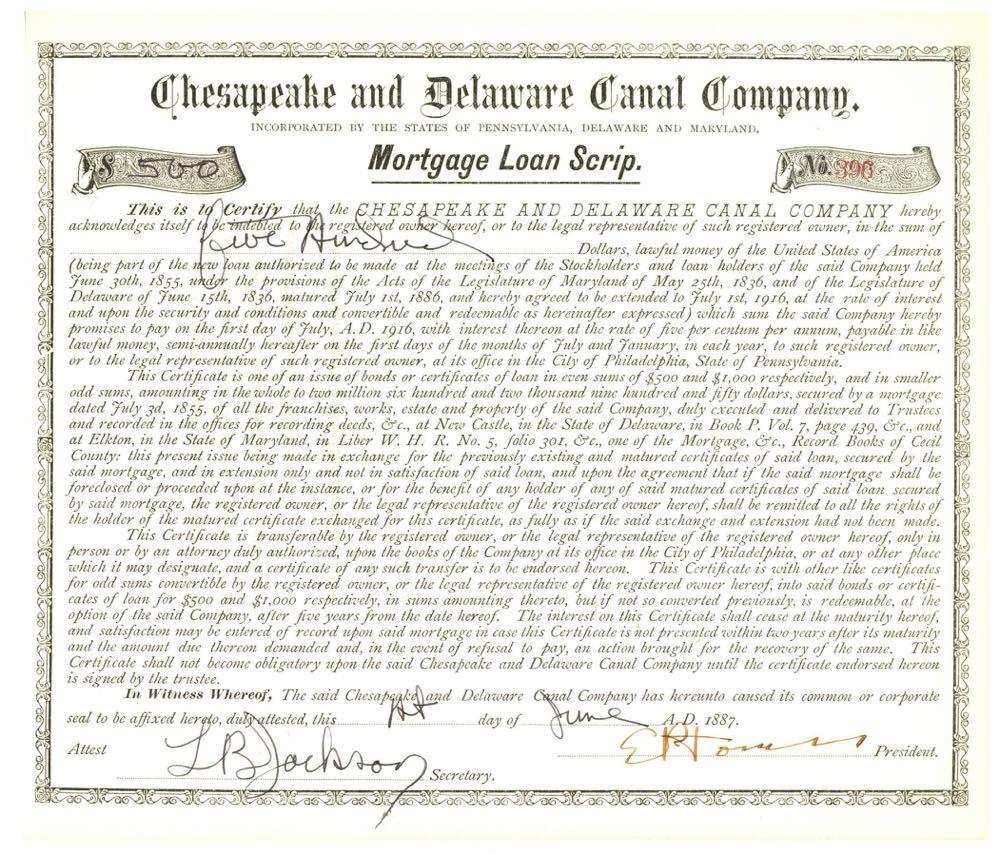 Chesapeake and Delaware Canal Company.
INCORPORATED BY THE STATES OF PENNSYLVANIA, DELAWARE AND MARYLAND.
$ 500
Mortgage Loan Scrip.
No. 396
This is to Certify that the CHESAPEAKE AND DELAWARE CANAL COMPANY hereby
acknowledges itself to be indebted to the registered owner hereof, or to the legal representative of such registered owner, in the sum of
Five Hundred Dollars, lawful money of the United States of America
(being part of the new loan authorized to be made at the meetings of the Stockholders and loan holders of the said Company held
June 30th, 1855, under the provisions of the Acts of the Legislature of Maryland of May 25th, 1836, and of the Legislature of
Delaware of June 15th, 1836, matured July 1st, 1886, and hereby agreed to be extended to July 1st, 1916, at the rate of interest
and upon the security and conditions and convertible and redeemable as hereinafter expressed) which sum the said Company hereby
promises to pay on the first day of July, A. D. 1916, with interest thereon at the rate of five per centum per annum, payable in like
lawful money, semi-annually hereafter on the first days of the months of July and January, in each year, to such registered owner,
or to the legal representative of such registered owner, at its office in the City of Philadelphia, State of Pennsylvania.
This Certificate is one of an issue of bonds or certificates of loan in even sums of $500 and $1,000 respectively, and in smaller
odd sums, amounting in the whole to two million six hundred and two thousand nine hundred and fifty dollars, secured by a mortgage
dated July 3d, 1855, of all the franchises, works, estate and property of the said Company, duly executed and delivered to Trustees
and recorded in the offices for recording deeds, &c., at New Castle, in the State of Delaware, in Book P. Vol. 7, page 439, &c., and
at Elkton, in the State of Maryland, in Liber W. H. R. No. 5, folio 301, &c., one of the Mortgage, &c., Record Books of Cecil
County: this present issue being made in exchange for the previously existing and matured certificates of said loan, secured by the
said mortgage, and in extension only and not in satisfaction of said loan, and upon the agreement that if the said mortgage shall be
foreclosed or proceeded upon at the instance, or for the benefit of any holder of any of said matured certificates of said loan secured
by said mortgage, the registered owner, or the legal representative of the registered owner hereof, shall be remitted to all the rights of
the holder of the matured certificate exchanged for this certificate, as fully as if the said exchange and extension had not been made.
This Certificate is transferable by the registered owner, or the legal representative of the registered owner hereof, only in
person or by an attorney duly authorized, upon the books of the Company at its office in the City of Philadelphia, or at any other place
which it may designate, and a certificate of any such transfer is to be endorsed hereon. This Certificate is with other like certificates
for odd sums convertible by the registered owner, or the legal representative of the registered owner hereof, into said bonds or certifi-
cates of loan for $500 and $1,000 respectively, in sums amounting thereto, but if not so converted previously, is redeemable, at the
option of the said Company, after five years from the date hereof. The interest on this Certificate shall cease at the maturity hereof,
and satisfaction may be entered of record upon said mortgage in case this Certificate is not presented within two years after its maturity
and the amount due thereon demanded and, in the event of refusal to pay, an action brought for the recovery of the same. This
Certificate shall not become obligatory upon the said Chesapeake and Delaware Canal Company until the certificate endorsed hereon
is signed by the trustee.
In Witness Whereof, The said Chesapeake and Delaware Canal Company has hereunto caused its common or corporate
seal to be affixed hereto, duly attested, this day of June A. D. 1887.
Attest L B Jackson Secretary. President.